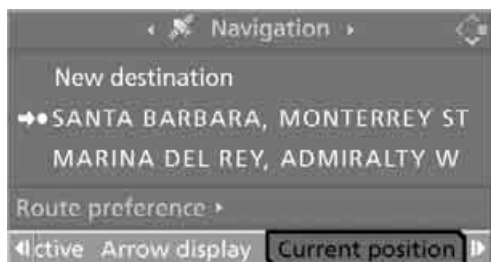 Navigation
New destination
SANTA BARBARA, MONTERREY ST
MARINA DEL REY, ADMIRALTY W
Route preference
ctive Arrow display Current position